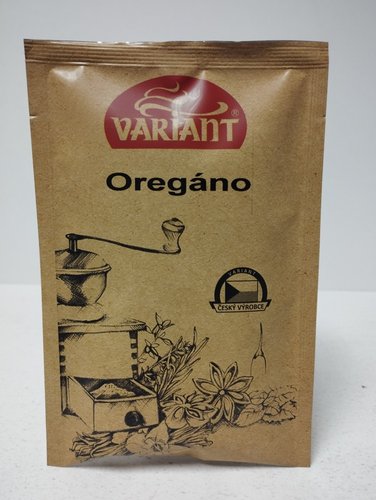 VARIANT®
Oregáno
VARIANT
ČESKÝ VÝROBCE